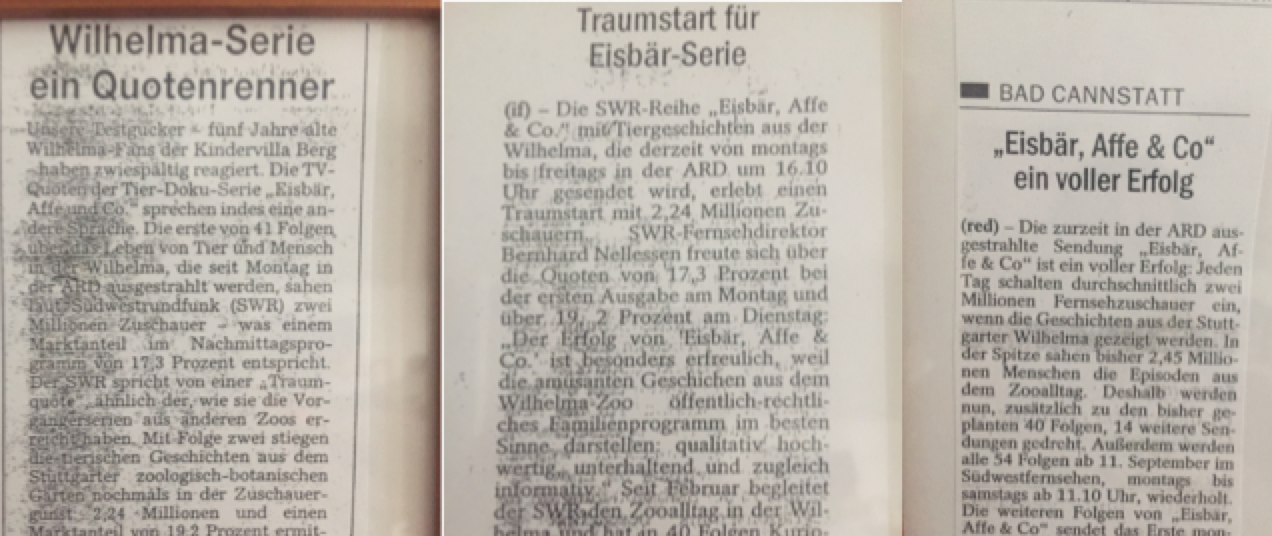 Wilhelma-Serie
ein Quotenrenner
Unsere Testgucker – fünf Jahre alte
Wilhelma-Fans der Kindervilla Berg
– haben zwiespältig reagiert. Die TV-
Quoten der Tier-Doku-Serie „Eisbär,
Affe und Co.“ sprechen indes eine an-
dere Sprache. Die erste von 41 Folgen
über das Leben von Tier und Mensch
in der Wilhelma, die seit Montag in
der ARD ausgestrahlt werden, sahen
laut Südwestrundfunk (SWR) zwei
Millionen Zuschauer – was einem
Marktanteil im Nachmittagspro-
gramm von 17,3 Prozent entspricht.
Der SWR spricht von einer „Traum-
quote“, ähnlich der, wie sie die Vor-
gängerserien aus anderen Zoos er-
reicht haben. Mit Folge zwei stiegen
die tierischen Geschichten aus dem
Stuttgarter zoologisch-botanischen
Garten nochmals in der Zuschauer-
gunst: 2,24 Millionen und einen
Marktanteil von 19,2 Prozent ermit-
Traumstart für
Eisbär-Serie
(if) – Die SWR-Reihe „Eisbär, Affe
& Co.“ mit Tiergeschichten aus der
Wilhelma, die derzeit von montags
bis freitags in der ARD um 16.10
Uhr gesendet wird, erlebt einen
Traumstart mit 2,24 Millionen Zu-
schauern. SWR-Fernsehdirektor
Bernhard Nellessen freute sich über
die Quoten von 17,3 Prozent bei
der ersten Ausgabe am Montag und
über 19, 2 Prozent am Dienstag:
„Der Erfolg von 'Eisbär, Affe &
Co.' ist besonders erfreulich, weil
die amüsanten Geschichen aus dem
Wilhelma-Zoo öffentlich-rechtli-
ches Familienprogramm im besten
Sinne darstellen: qualitativ hoch-
wertig, unterhaltend und zugleich
informativ.“ Seit Februar begleitet
der SWR den Zooalltag in der Wil-
helma und hat in 40 Folgen Kurio-
BAD CANNSTATT
„Eisbär, Affe & Co“
ein voller Erfolg
(red) – Die zurzeit in der ARD aus-
gestrahlte Sendung „Eisbär, Af-
fe & Co“ ist ein voller Erfolg: Jeden
Tag schalten durchschnittlich zwei
Millionen Fernsehzuschauer ein,
wenn die Geschichten aus der Stutt-
garter Wilhelma gezeigt werden. In
der Spitze sahen bisher 2,45 Millio-
nen Menschen die Episoden aus
dem Zooalltag. Deshalb werden
nun, zusätzlich zu den bisher ge-
planten 40 Folgen, 14 weitere Sen-
dungen gedreht. Außerdem werden
alle 54 Folgen ab 11. September im
Südwestfernsehen, montags bis
samstags ab 11.10 Uhr, wiederholt.
Die weiteren Folgen von „Eisbär,
Affe & Co“ sendet das Erste mon-